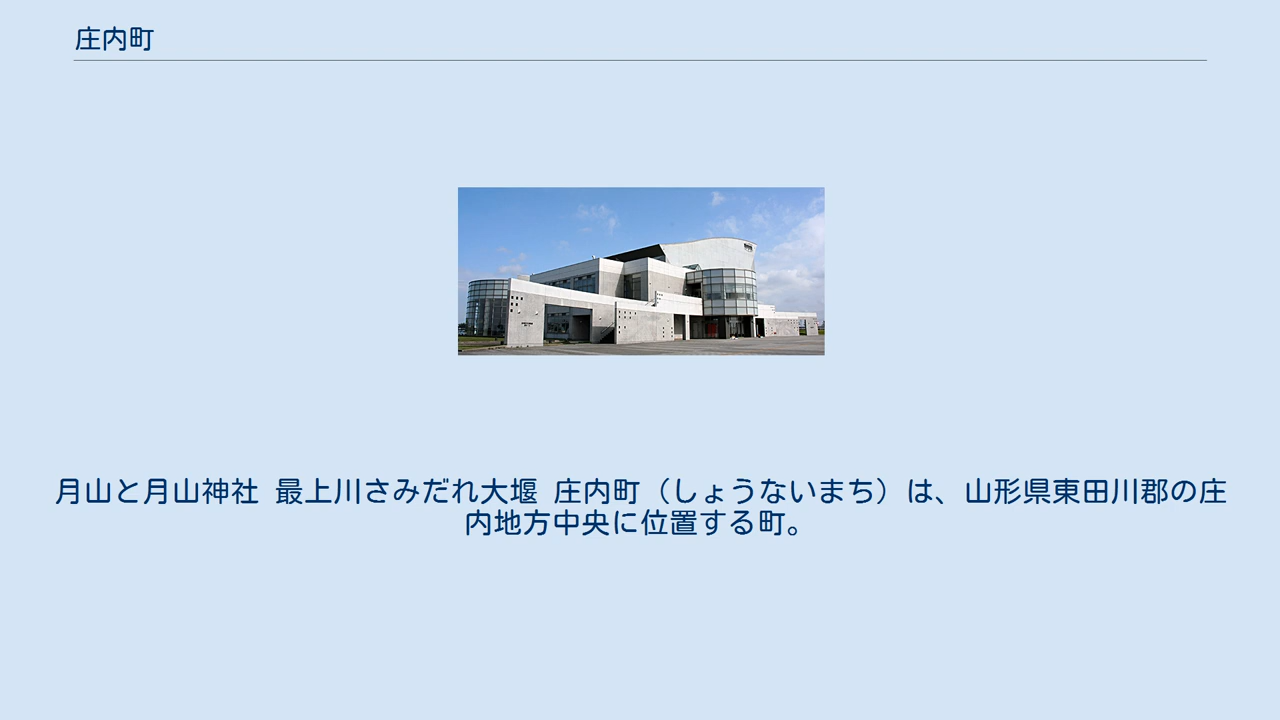 庄内町
月山と月山神社 最上川さみだれ大堰 庄内町（しょうないまち）は、山形県東田川郡の庄
内地方中央に位置する町。